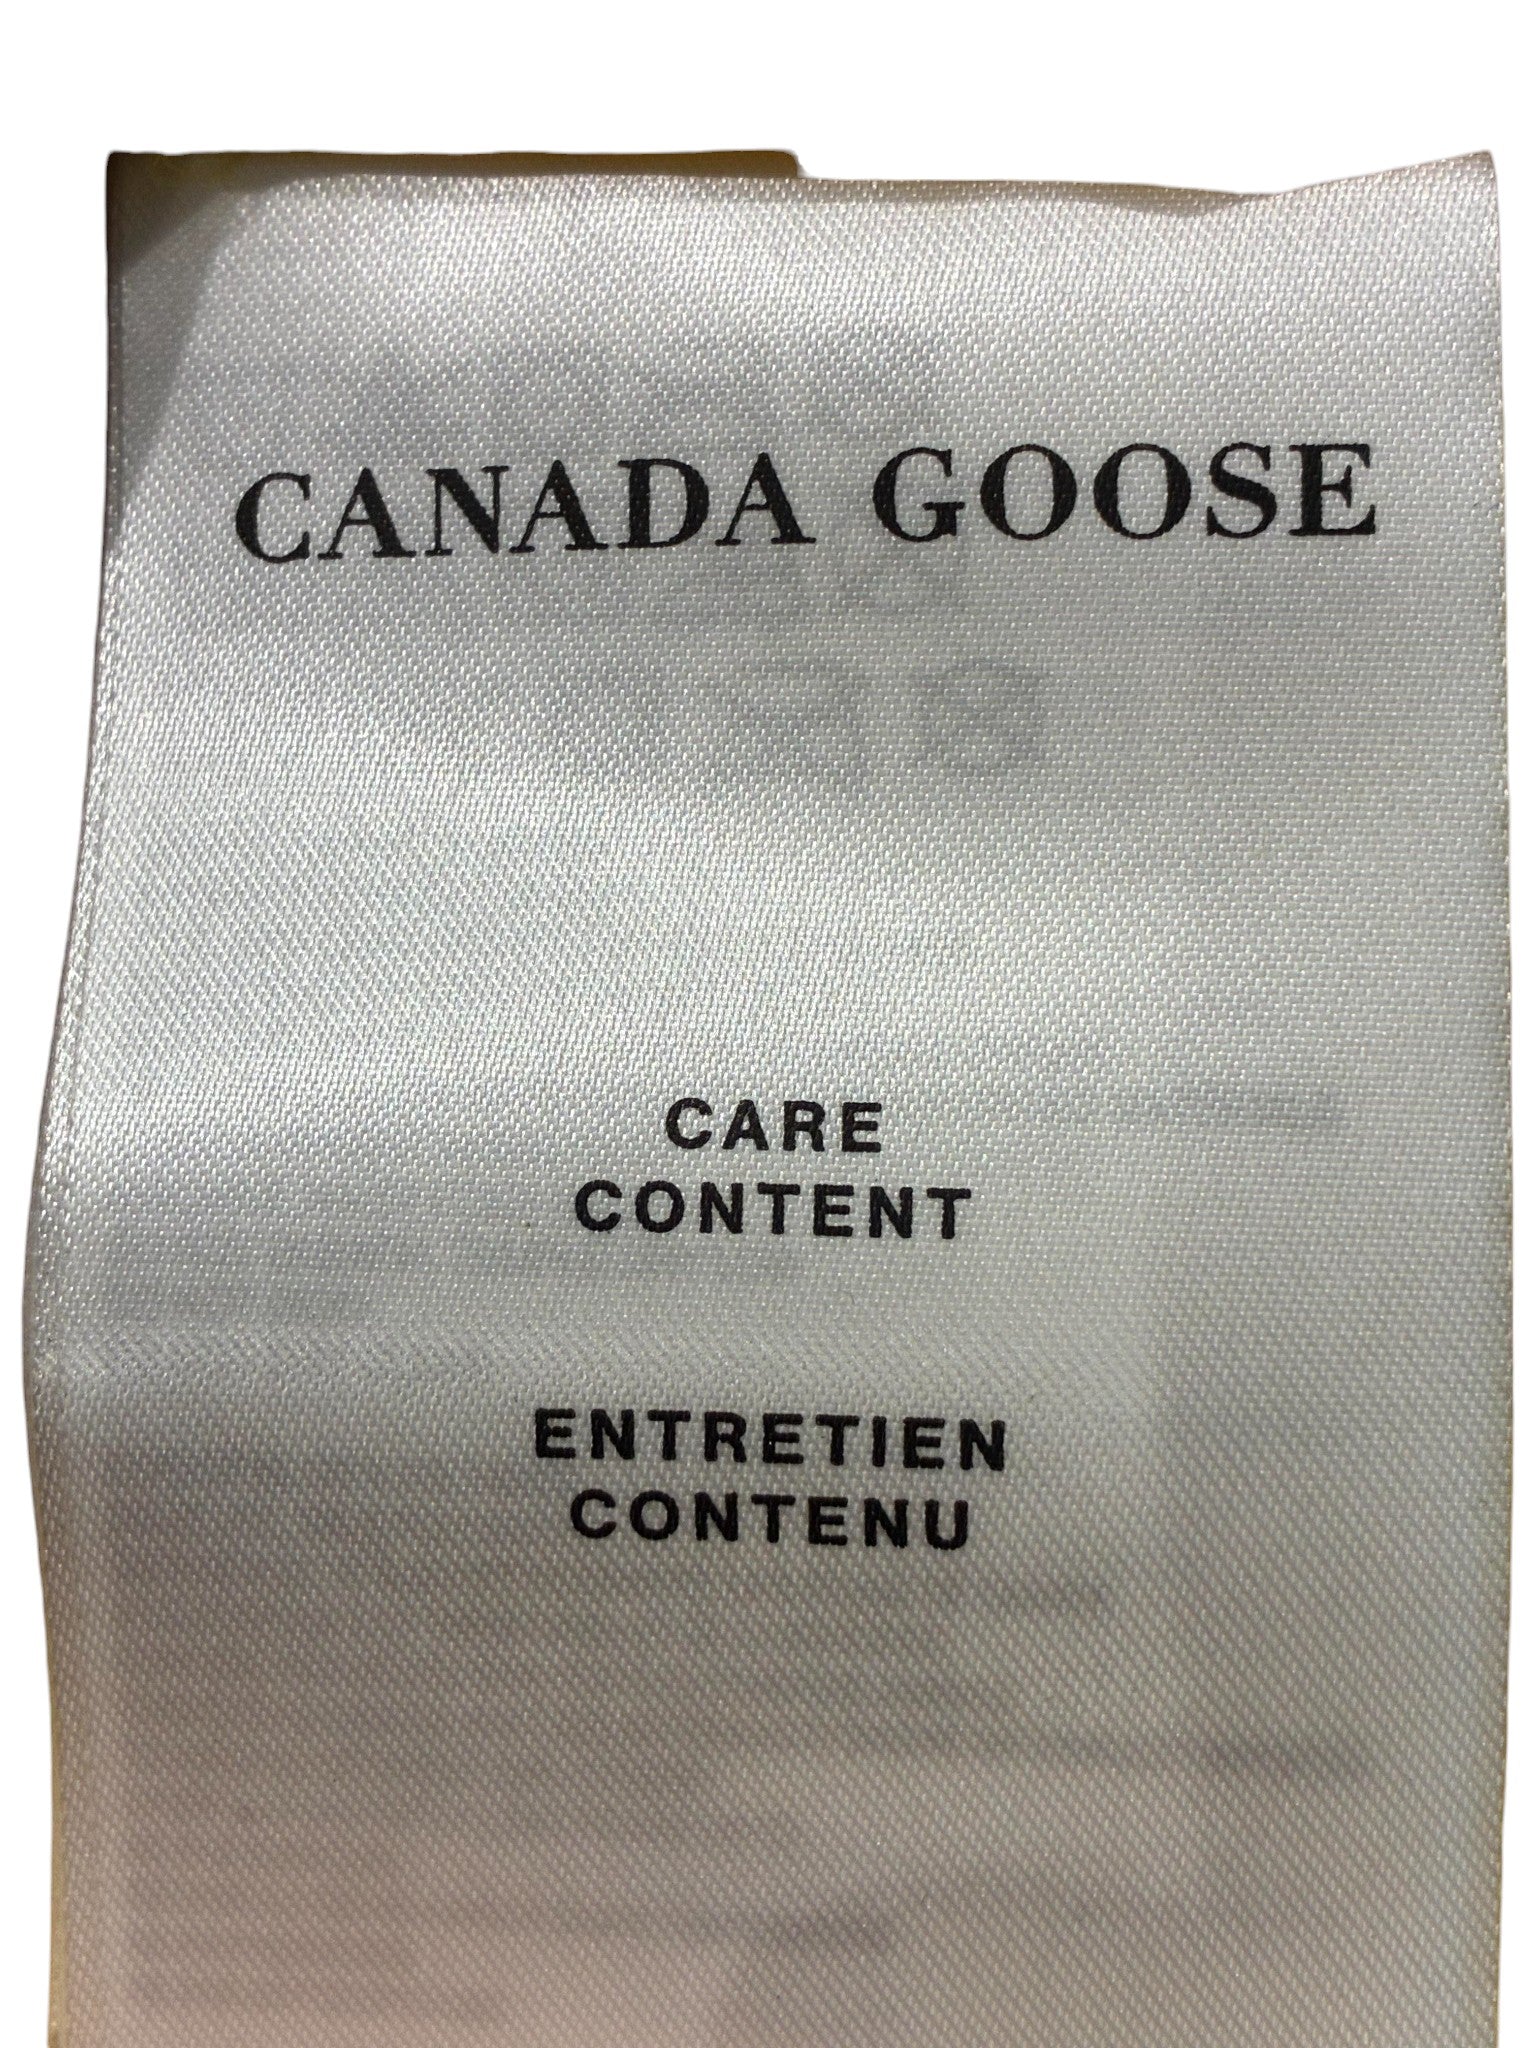 CANADA GOOSE
CARE
CONTENT
ENTRETIEN
CONTENU